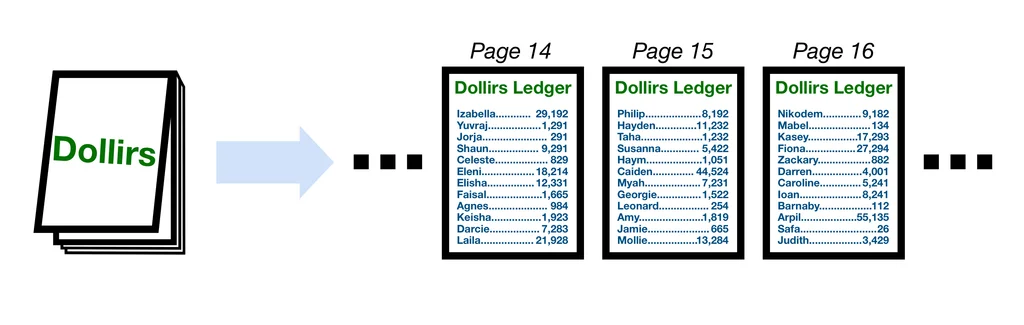 Dollirs
Page 14
Dollirs Ledger
Izabella............ 29,192
Yuvraj..................1,291
Jorja...................... 291
Shaun................. 9,291
Celeste.................. 829
Eleni.................. 18,214
Elisha................ 12,331
Faisal...................1,665
Agnes.................... 984
Keisha.................1,923
Darcie................. 7,283
Laila.................. 21,928
Page 15
Dollirs Ledger
Philip...................8,192
Hayden..............11,232
Taha.....................1,232
Susanna............. 5,422
Haym...................1,051
Caiden.............. 44,524
Myah................... 7,231
Georgie............... 1,522
Leonard................. 254
Amy.....................1,819
Jamie..................... 665
Mollie.................13,284
Page 16
Dollirs Ledger
Nikodem.............9,182
Mabel.................... 134
Kasey.................17,293
Fiona.................27,294
Zackary..................882
Darren.................4,001
Caroline.............. 5,241
Ioan.....................8,241
Barnaby.................112
Arpil...................55,135
Safa..........................26
Judith..................3,429